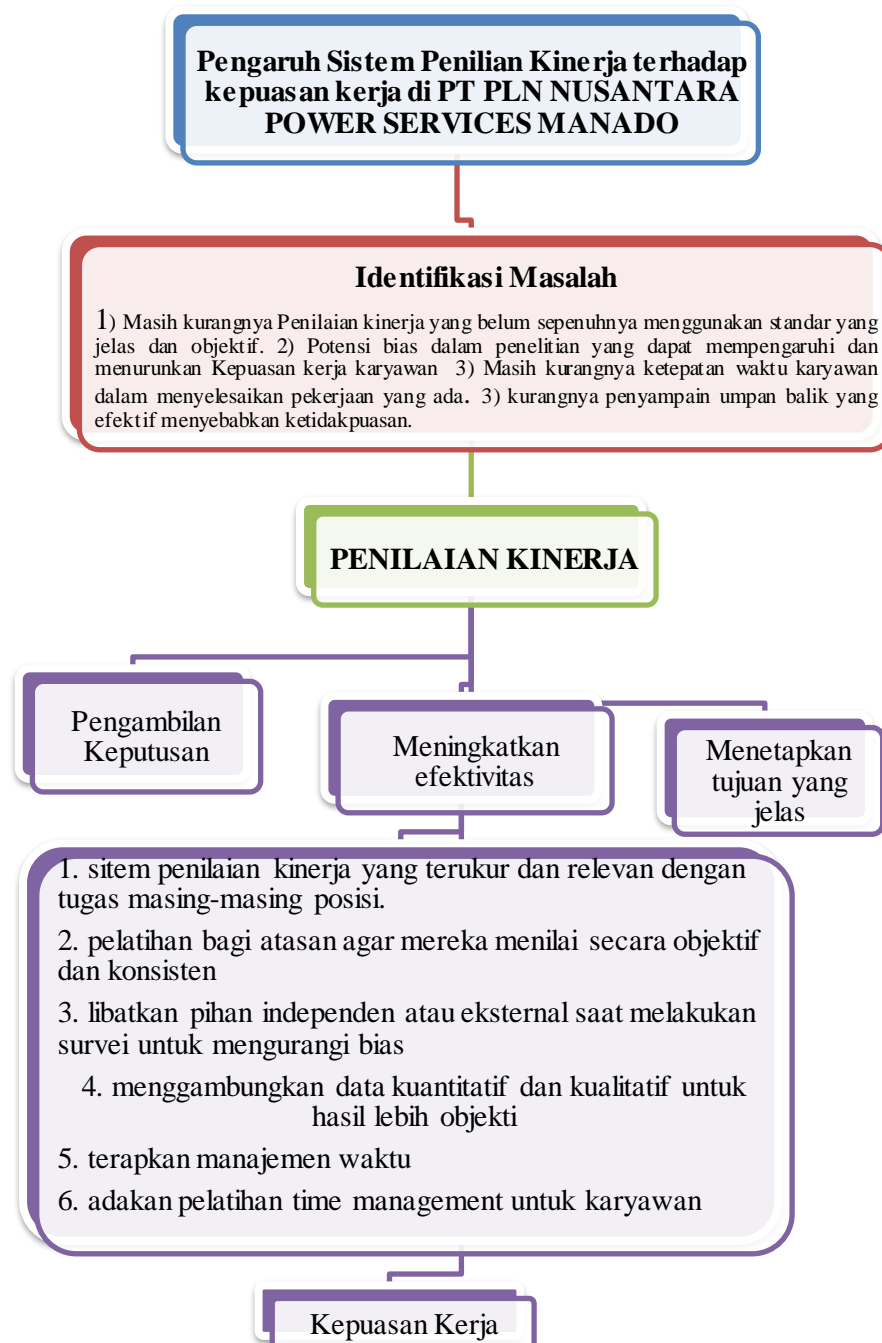 Pengaruh Sistem Penilian Kinerja terhadap
kepuasan kerja di PT PLN NUSANTARA
POWER SERVICES MANADO
Identifikasi Masalah
1) Masih kurangnya Penilaian kinerja yang belum sepenuhnya menggunakan standar yang
jelas dan objektif. 2) Potensi bias dalam penelitian yang dapat mempengaruhi dan
menurunkan Kepuasan kerja karyawan 3) Masih kurangnya ketepatan waktu karyawan
dalam menyelesaikan pekerjaan yang ada. 3) kurangnya penyampain umpan balik yang
efektif menyebabkan ketidakpuasan.
PENILAIAN KINERJA
Pengambilan
Keputusan
Meningkatkan
efektivitas
Menetapkan
tujuan yang
jelas
1. sitem penilaian kinerja yang terukur dan relevan dengan
tugas masing-masing posisi.
2. pelatihan bagi atasan agar mereka menilai secara objektif
dan konsisten
3. libatkan pihan independen atau eksternal saat melakukan
survei untuk mengurangi bias
4. menggambungkan data kuantitatif dan kualitatif untuk
hasil lebih objekti
5. terapkan manajemen waktu
6. adakan pelatihan time management untuk karyawan
Kepuasan Kerja